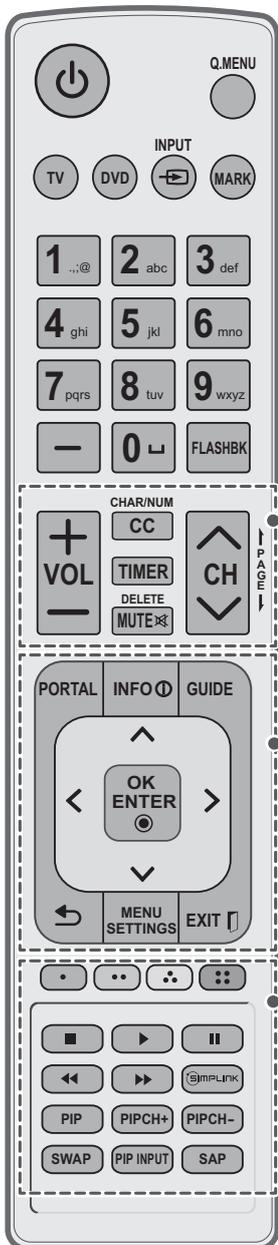 Q.MENU
INPUT
TV DVD MARK
1 .,;@ 2 abc 3 def
4 ghi 5 jkl 6 mno
7 pqrs 8 tuv 9 wxyz
— 0 ␣ FLASHBK
CHAR/NUM
+ CC
VOL TIMER CH PAGE
DELETE
— MUTE
PORTAL INFO ⓘ GUIDE
OK
ENTER
MENU
SETTINGS EXIT
SIMPLINK
PIP PIPCH+ PIPCH-
SWAP PIP INPUT SAP